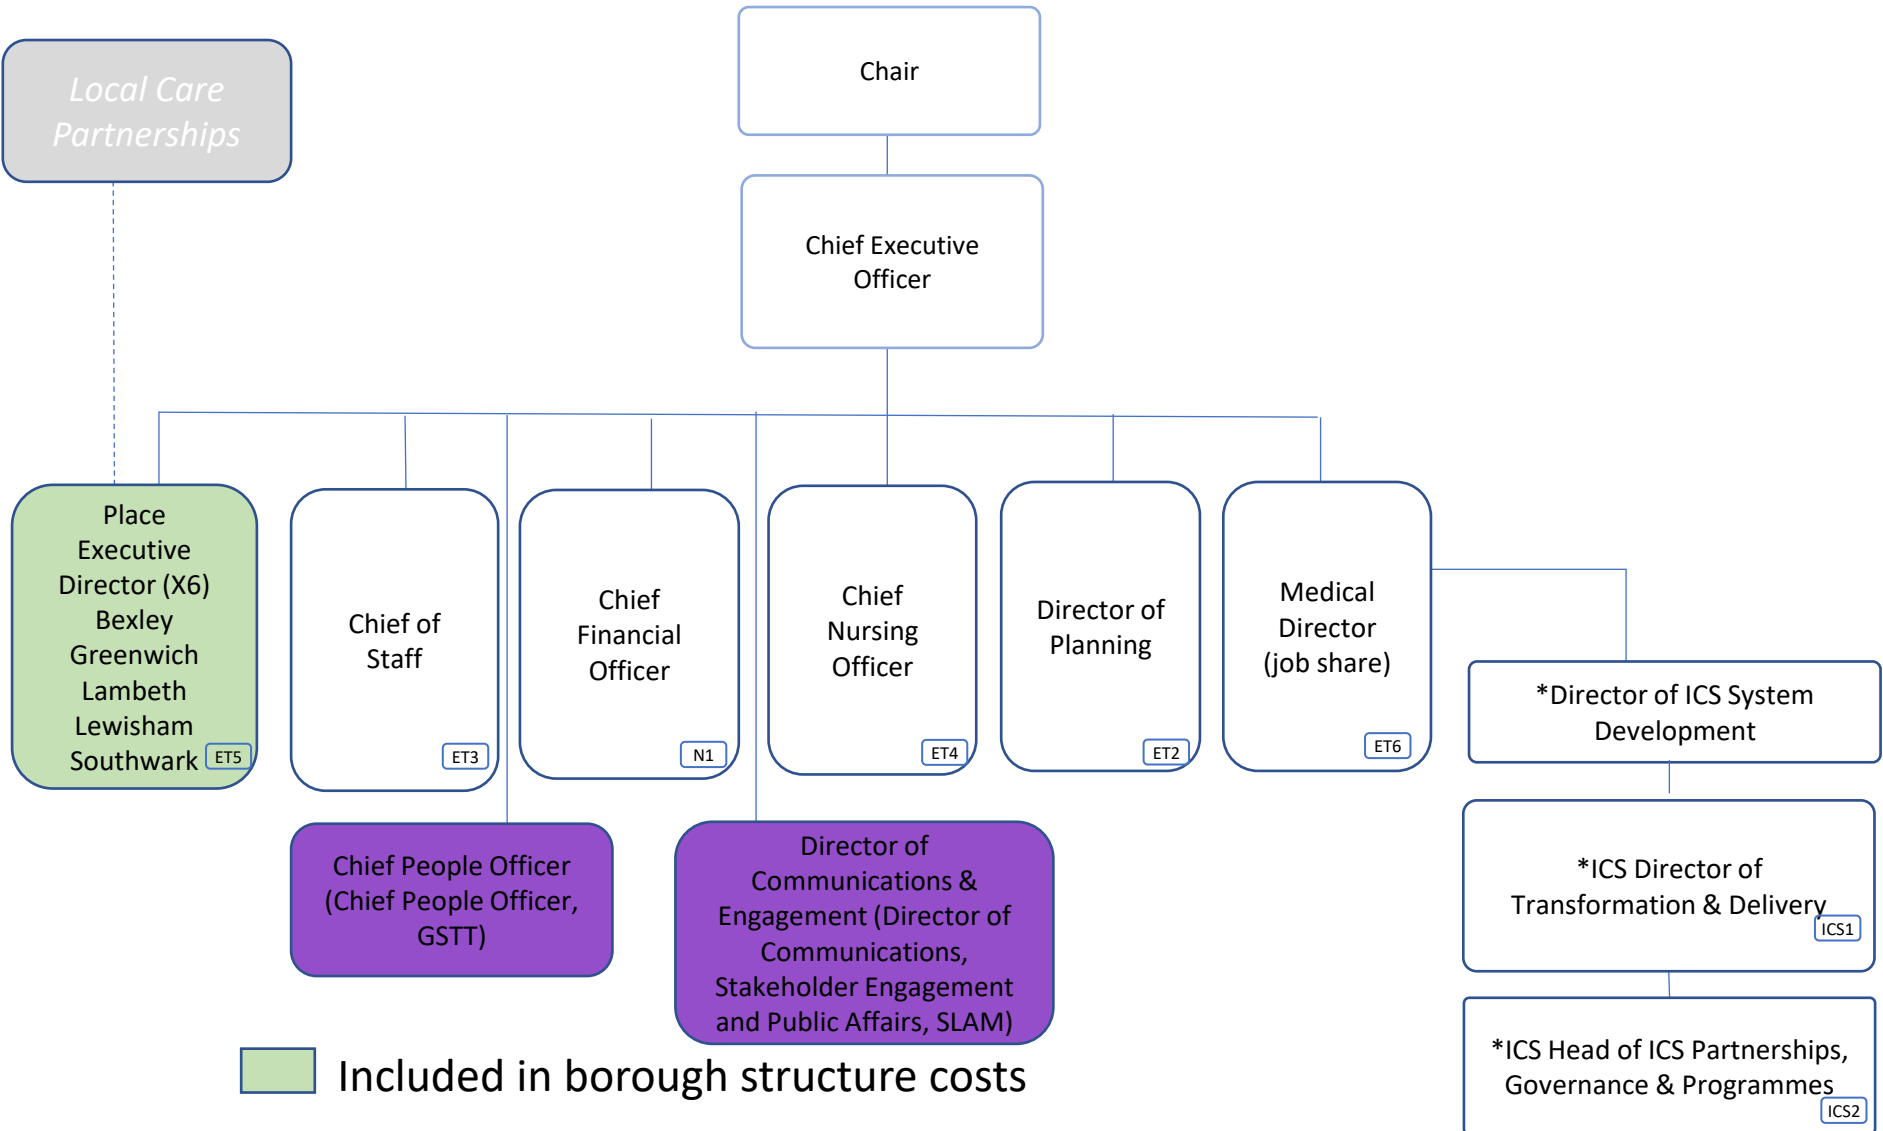 Local Care
Partnerships
Chair
Chief Executive
Officer
Place
Executive
Director (X6)
Bexley
Greenwich
Lambeth
Lewisham
Southwark
ET5
Chief of
Staff
ET3
Chief
Financial
Officer
N1
Chief
Nursing
Officer
ET4
Director of
Planning
ET2
Medical
Director
(job share)
ET6
*Director of ICS System
Development
Chief People Officer
(Chief People Officer,
GSTT)
Director of
Communications &
Engagement (Director of
Communications,
Stakeholder Engagement
and Public Affairs, SLAM)
*ICS Director of
Transformation & Delivery
ICS1
*ICS Head of ICS Partnerships,
Governance & Programmes
ICS2
Included in borough structure costs